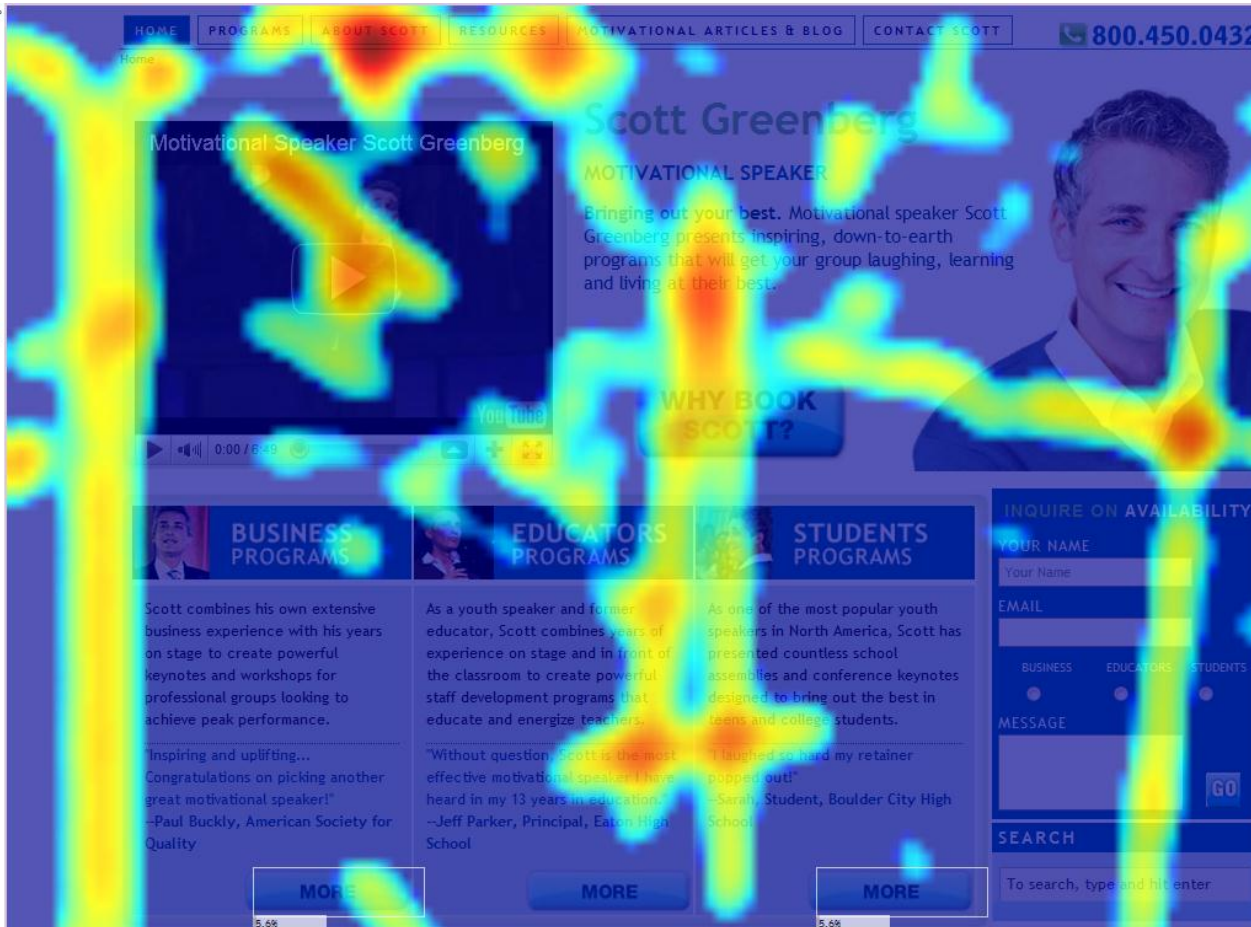 HOME PROGRAMS ABOUT SCOTT RESOURCES MOTIVATIONAL ARTICLES & BLOG CONTACT SCOTT 800.450.0432
Home
Motivational Speaker Scott Greenberg
YouTube
0:00 / 6:49
Scott Greenberg
MOTIVATIONAL SPEAKER
Bringing out your best. Motivational speaker Scott
Greenberg presents inspiring, down-to-earth
programs that will get your group laughing, learning
and living at their best.
WHY BOOK
SCOTT?
BUSINESS
PROGRAMS
Scott combines his own extensive
business experience with his years
on stage to create powerful
keynotes and workshops for
professional groups looking to
achieve peak performance.
"Inspiring and uplifting...
Congratulations on picking another
great motivational speaker!"
--Paul Buckly, American Society for
Quality
MORE
5.6%
EDUCATORS
PROGRAMS
As a youth speaker and former
educator, Scott combines years of
experience on stage and in front of
the classroom to create powerful
staff development programs that
educate and energize teachers.
"Without question, Scott is the most
effective motivational speaker I have
heard in my 13 years in education."
--Jeff Parker, Principal, Eaton High
School
MORE
STUDENTS
PROGRAMS
As one of the most popular youth
speakers in North America, Scott has
presented countless school
assemblies and conference keynotes
designed to bring out the best in
teens and college students.
"I laughed so hard my retainer
popped out!"
--Sarah, Student, Boulder City High
School
MORE
5.6%
INQUIRE ON AVAILABILITY
YOUR NAME
Your Name
EMAIL
BUSINESS EDUCATORS STUDENTS
MESSAGE
GO
SEARCH
To search, type and hit enter